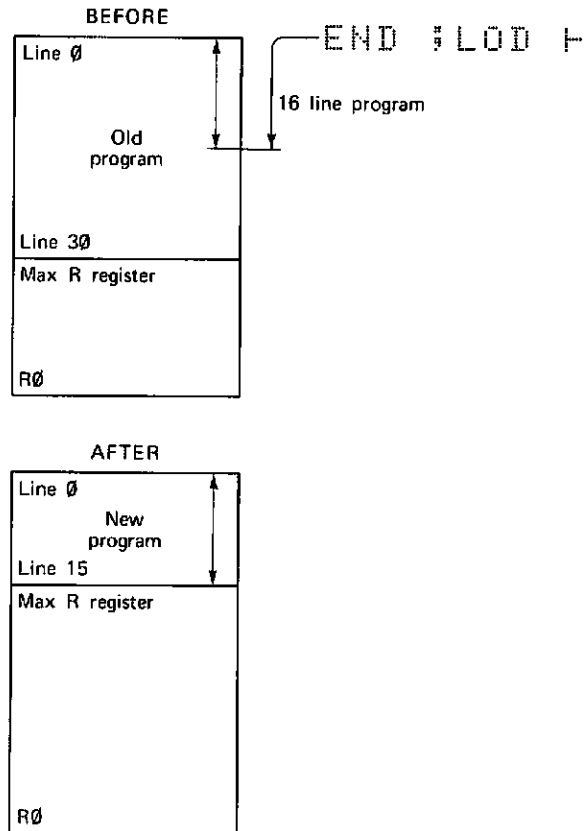 BEFORE
Line Ø
END ;LOD ⊢
16 line program
Old
program
Line 3Ø
Max R register
RØ
AFTER
Line Ø
New
program
Line 15
Max R register
RØ